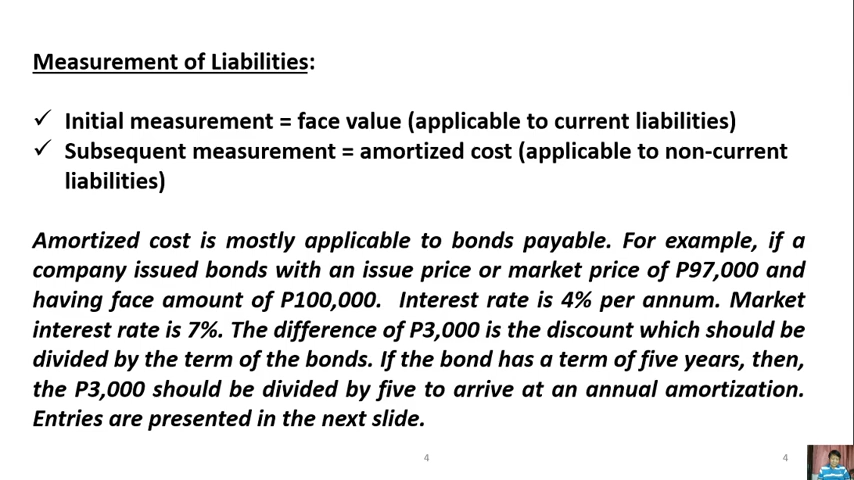 Measurement of Liabilities:
✓ Initial measurement = face value (applicable to current liabilities)
✓ Subsequent measurement = amortized cost (applicable to non-current
liabilities)
Amortized cost is mostly applicable to bonds payable. For example, if a
company issued bonds with an issue price or market price of P97,000 and
having face amount of P100,000. Interest rate is 4% per annum. Market
interest rate is 7%. The difference of P3,000 is the discount which should be
divided by the term of the bonds. If the bond has a term of five years, then,
the P3,000 should be divided by five to arrive at an annual amortization.
Entries are presented in the next slide.
4 4